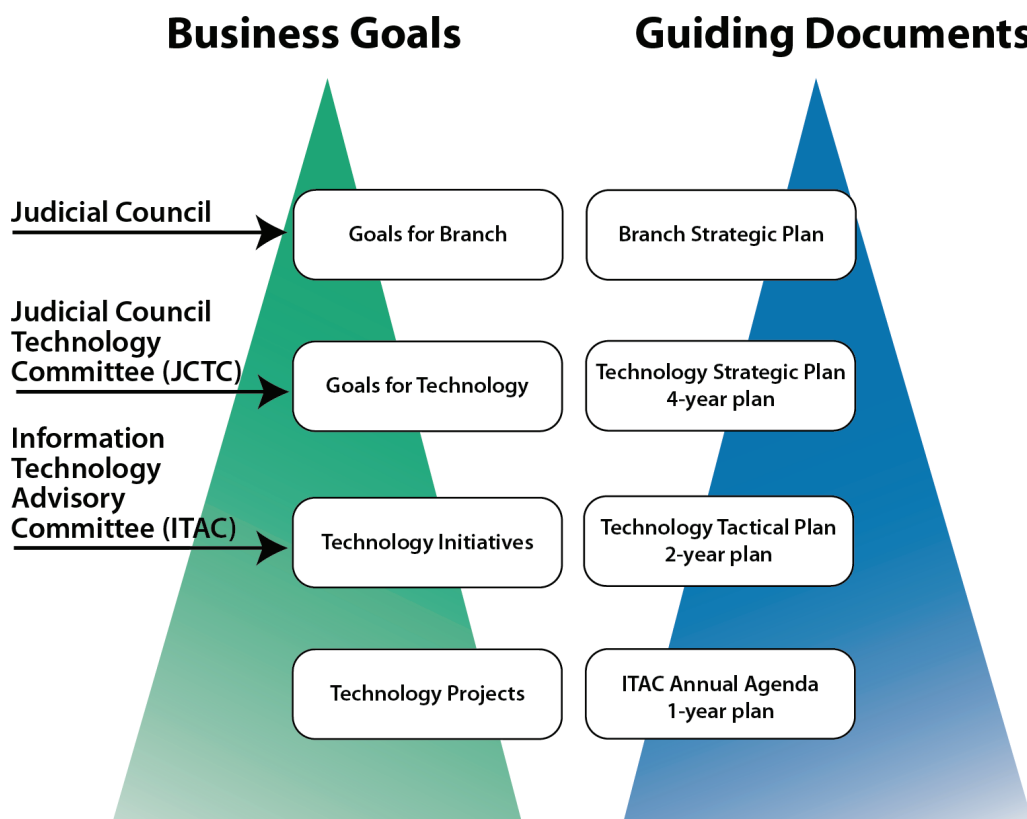 Business Goals
Guiding Documents
Judicial Council
Goals for Branch
Branch Strategic Plan
Judicial Council
Technology
Committee (JCTC)
Goals for Technology
Technology Strategic Plan
4-year plan
Information
Technology
Advisory
Committee (ITAC)
Technology Initiatives
Technology Tactical Plan
2-year plan
Technology Projects
ITAC Annual Agenda
1-year plan